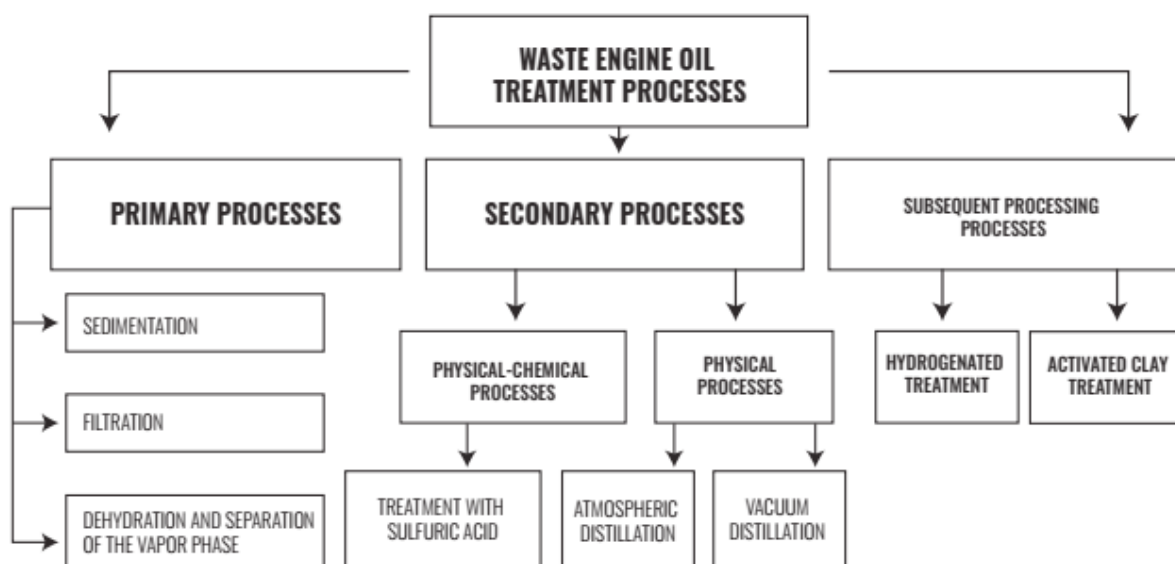 WASTE ENGINE OIL
TREATMENT PROCESSES
PRIMARY PROCESSES
SECONDARY PROCESSES
SUBSEQUENT PROCESSING
PROCESSES
SEDIMENTATION
FILTRATION
DEHYDRATION AND SEPARATION
OF THE VAPOR PHASE
PHYSICAL-CHEMICAL
PROCESSES
PHYSICAL
PROCESSES
HYDROGENATED
TREATMENT
ACTIVATED CLAY
TREATMENT
TREATMENT WITH
SULFURIC ACID
ATMOSPHERIC
DISTILLATION
VACUUM
DISTILLATION